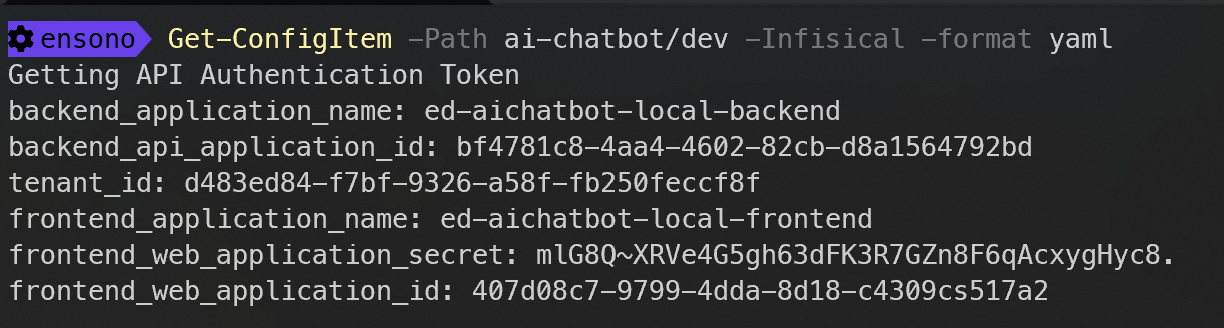 ensono Get-ConfigItem -Path ai-chatbot/dev -Infisical -format yaml
Getting API Authentication Token
backend_application_name: ed-aichatbot-local-backend
backend_api_application_id: bf4781c8-4aa4-4602-82cb-d8a1564792bd
tenant_id: d483ed84-f7bf-9326-a58f-fb250feccf8f
frontend_application_name: ed-aichatbot-local-frontend
frontend_web_application_secret: mlG8Q~XRVe4G5gh63dFK3R7GZn8F6qAcxygHyc8.
frontend_web_application_id: 407d08c7-9799-4dda-8d18-c4309cs517a2